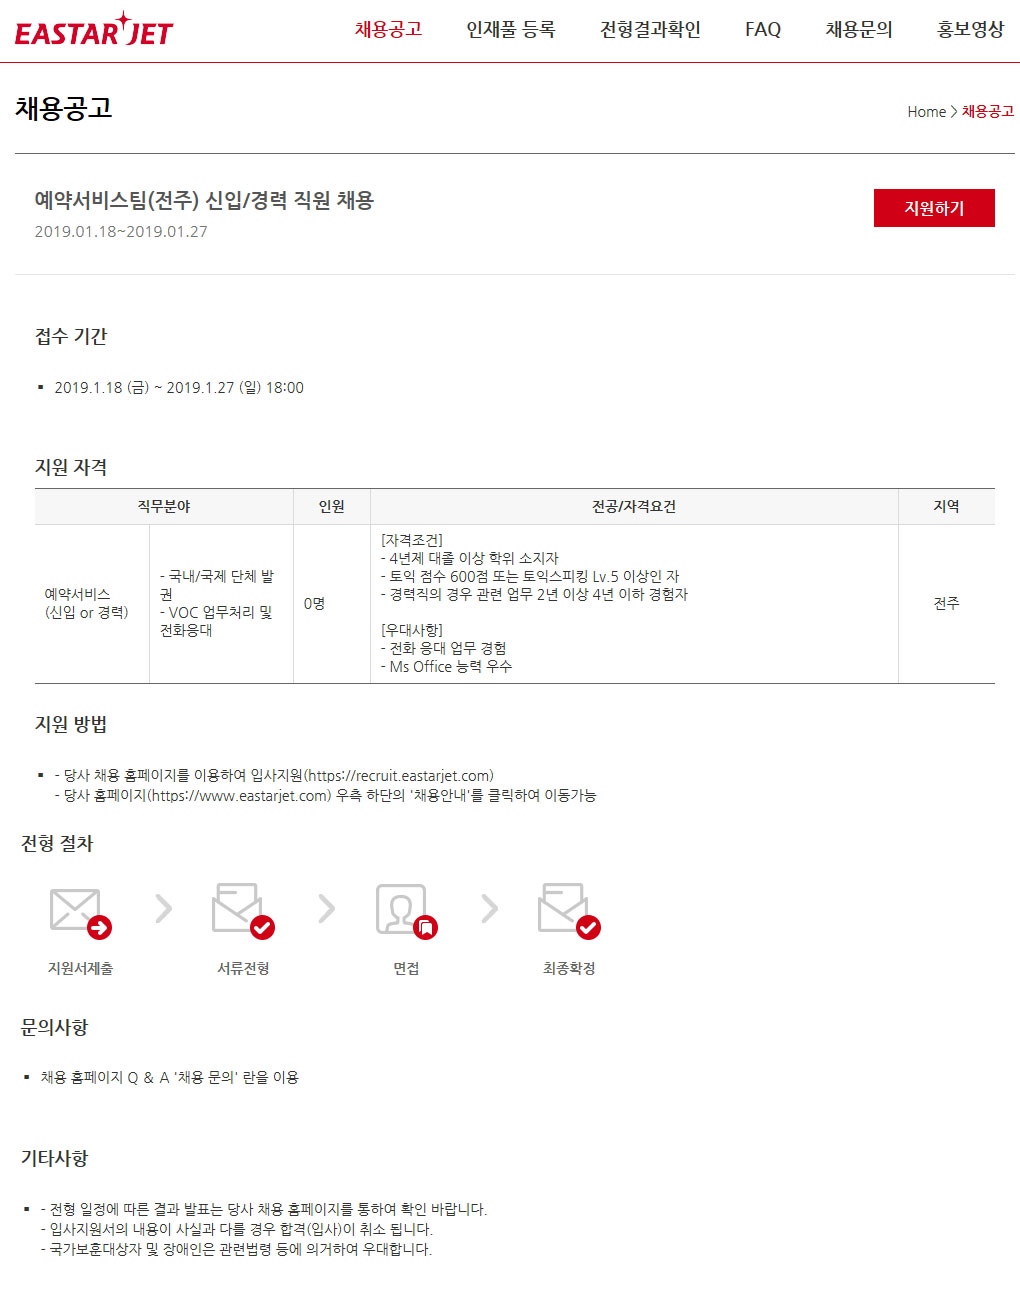 EASTAR JET
채용공고 인재풀 등록 전형결과확인 FAQ 채용문의 홍보영상
채용공고
Home > 채용공고
예약서비스팀(전주) 신입/경력 직원 채용
지원하기
2019.01.18~2019.01.27
접수 기간
▪ 2019.1.18 (금) ~ 2019.1.27 (일) 18:00
지원 자격
직무분야 인원 전공/자격요건 지역
예약서비스
(신입 or 경력)
- 국내/국제 단체 발
권
- VOC 업무처리 및
전화응대
0명
[자격조건]
- 4년제 대졸 이상 학위 소지자
- 토익 점수 600점 또는 토익스피킹 Lv.5 이상인 자
- 경력직의 경우 관련 업무 2년 이상 4년 이하 경험자
[우대사항]
- 전화 응대 업무 경험
- Ms Office 능력 우수
전주
지원 방법
▪ - 당사 채용 홈페이지를 이용하여 입사지원(https://recruit.eastarjet.com)
- 당사 홈페이지(https://www.eastarjet.com) 우측 하단의 '채용안내'를 클릭하여 이동가능
전형 절차
지원서제출 서류전형 면접 최종확정
문의사항
▪ 채용 홈페이지 Q & A '채용 문의' 란을 이용
기타사항
▪ - 전형 일정에 따른 결과 발표는 당사 채용 홈페이지를 통하여 확인 바랍니다.
- 입사지원서의 내용이 사실과 다를 경우 합격(입사)이 취소 됩니다.
- 국가보훈대상자 및 장애인은 관련법령 등에 의거하여 우대합니다.